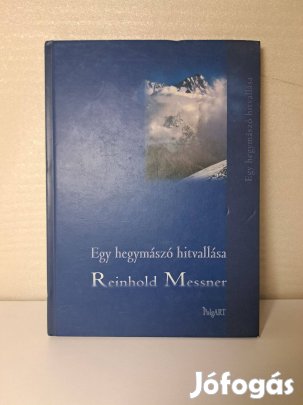 Egy hegymászó hitvallása
Egy hegymászó hitvallása
Reinhold Messner
PolgART
Jófogás